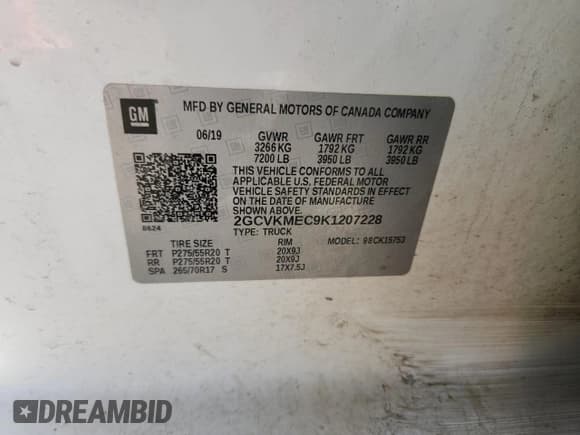 GM
MFD BY GENERAL MOTORS OF CANADA COMPANY
06/19 GVWR GAWR FRT GAWR RR
3266 KG 1792 KG 1792 KG
7200 LB 3950 LB 3950 LB
THIS VEHICLE CONFORMS TO ALL
APPLICABLE U.S. FEDERAL MOTOR
VEHICLE SAFETY STANDARDS IN EFFECT
ON THE DATE OF MANUFACTURE SHOWN ABOVE.
8624 2GCVKMEC9K1207228
TYPE: TRUCK
TIRE SIZE RIM MODEL: 98CK15753
FRT P275/55R20 T 20X9J
RR P275/55R20 T 20X9J
SPA 265/70R17 S 17X7.5J
DREAMBID